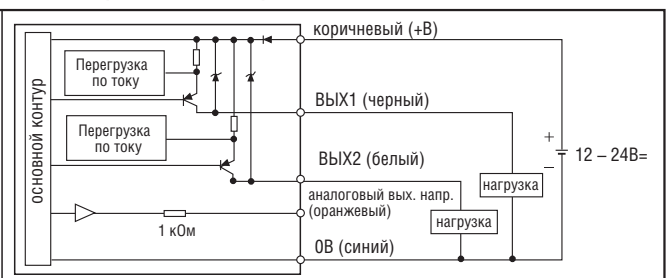 коричневый (+В)
Перегрузка
по току
ВЫХ1 (черный)
основной контур
Перегрузка
по току
+
–
12 – 24В=
ВЫХ2 (белый)
нагрузка
аналоговый вых. напр.
(оранжевый)
нагрузка
1 кОм
0В (синий)